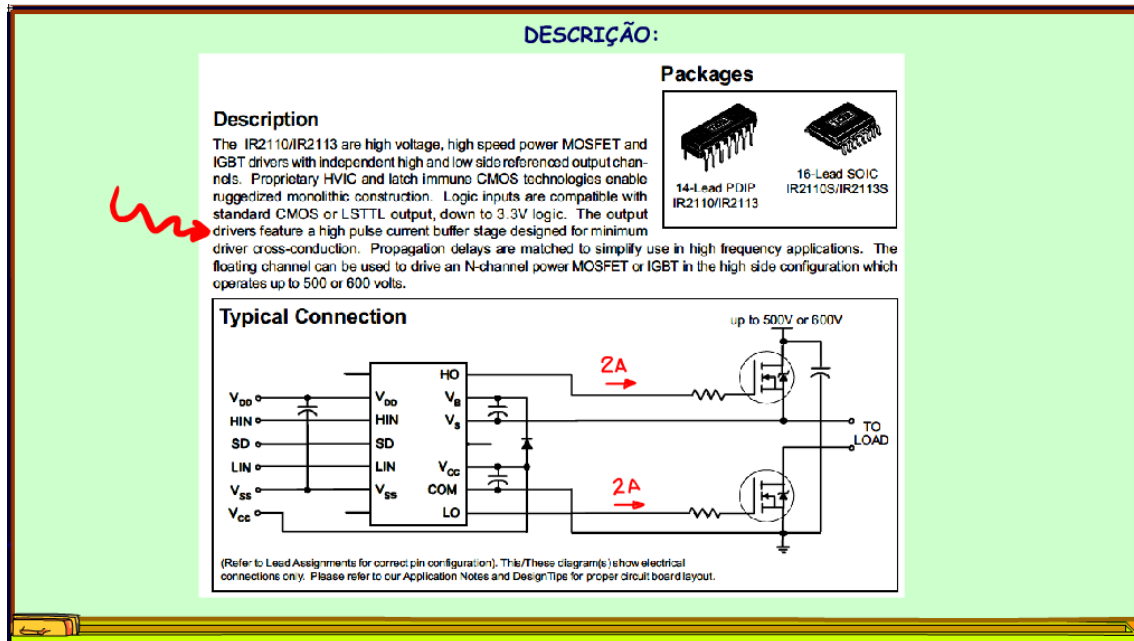 DESCRIÇÃO:
Packages
14-Lead PDIP
IR2110/IR2113
16-Lead SOIC
IR2110S/IR2113S
Description
The IR2110/IR2113 are high voltage, high speed power MOSFET and
IGBT drivers with independent high and low side referenced output chan-
nels. Proprietary HVIC and latch immune CMOS technologies enable
ruggedized monolithic construction. Logic inputs are compatible with
standard CMOS or LSTTL output, down to 3.3V logic. The output
drivers feature a high pulse current buffer stage designed for minimum
driver cross-conduction. Propagation delays are matched to simplify use in high frequency applications. The
floating channel can be used to drive an N-channel power MOSFET or IGBT in the high side configuration which
operates up to 500 or 600 volts.
Typical Connection
up to 500V or 600V
2A
HO
VDD
VDD
VB
HIN
HIN
VS
TO
LOAD
SD
SD
LIN
LIN
VCC
VSS
VSS
COM
2A
VCC
LO
(Refer to Lead Assignments for correct pin configuration). This/These diagram(s) show electrical
connections only. Please refer to our Application Notes and DesignTips for proper circuit board layout.